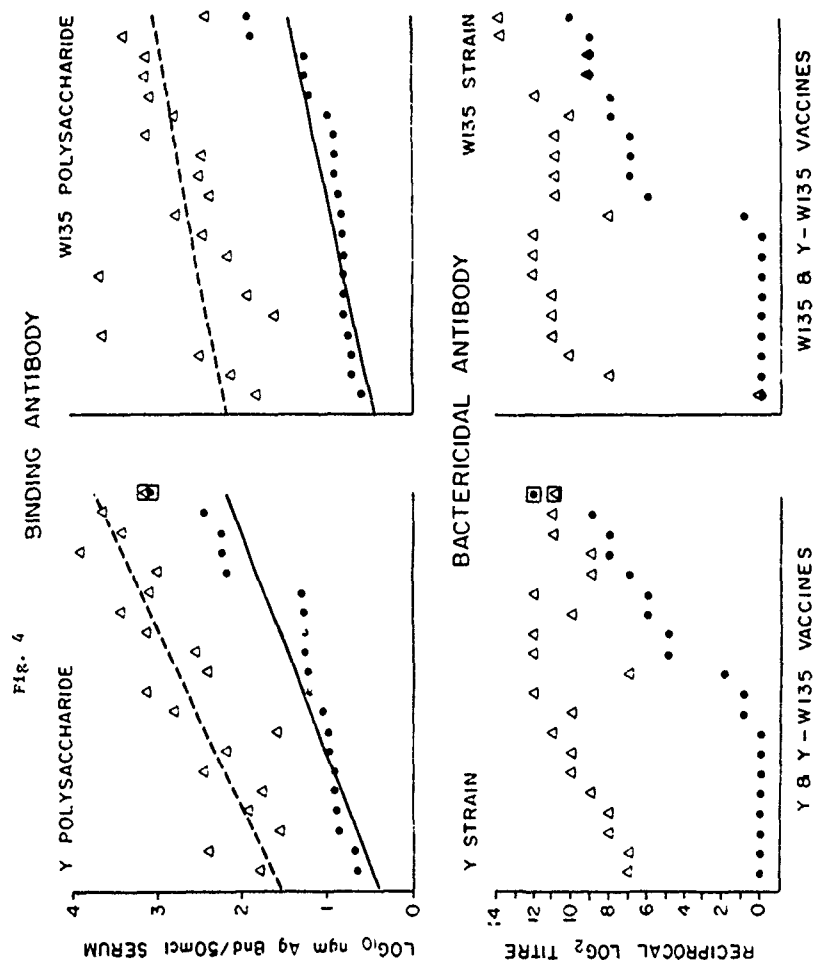 Fig. 4
BINDING ANTIBODY
Y POLYSACCHARIDE
W135 POLYSACCHARIDE
LOG10 ngm Ag Bnd/50mcl SERUM
4
3
2
1
0
BACTERICIDAL ANTIBODY
Y STRAIN
W135 STRAIN
RECIPROCAL LOG2 TITRE
14
12
10
8
6
4
2
0
Y & Y-W135 VACCINES
W135 & Y-W135 VACCINES